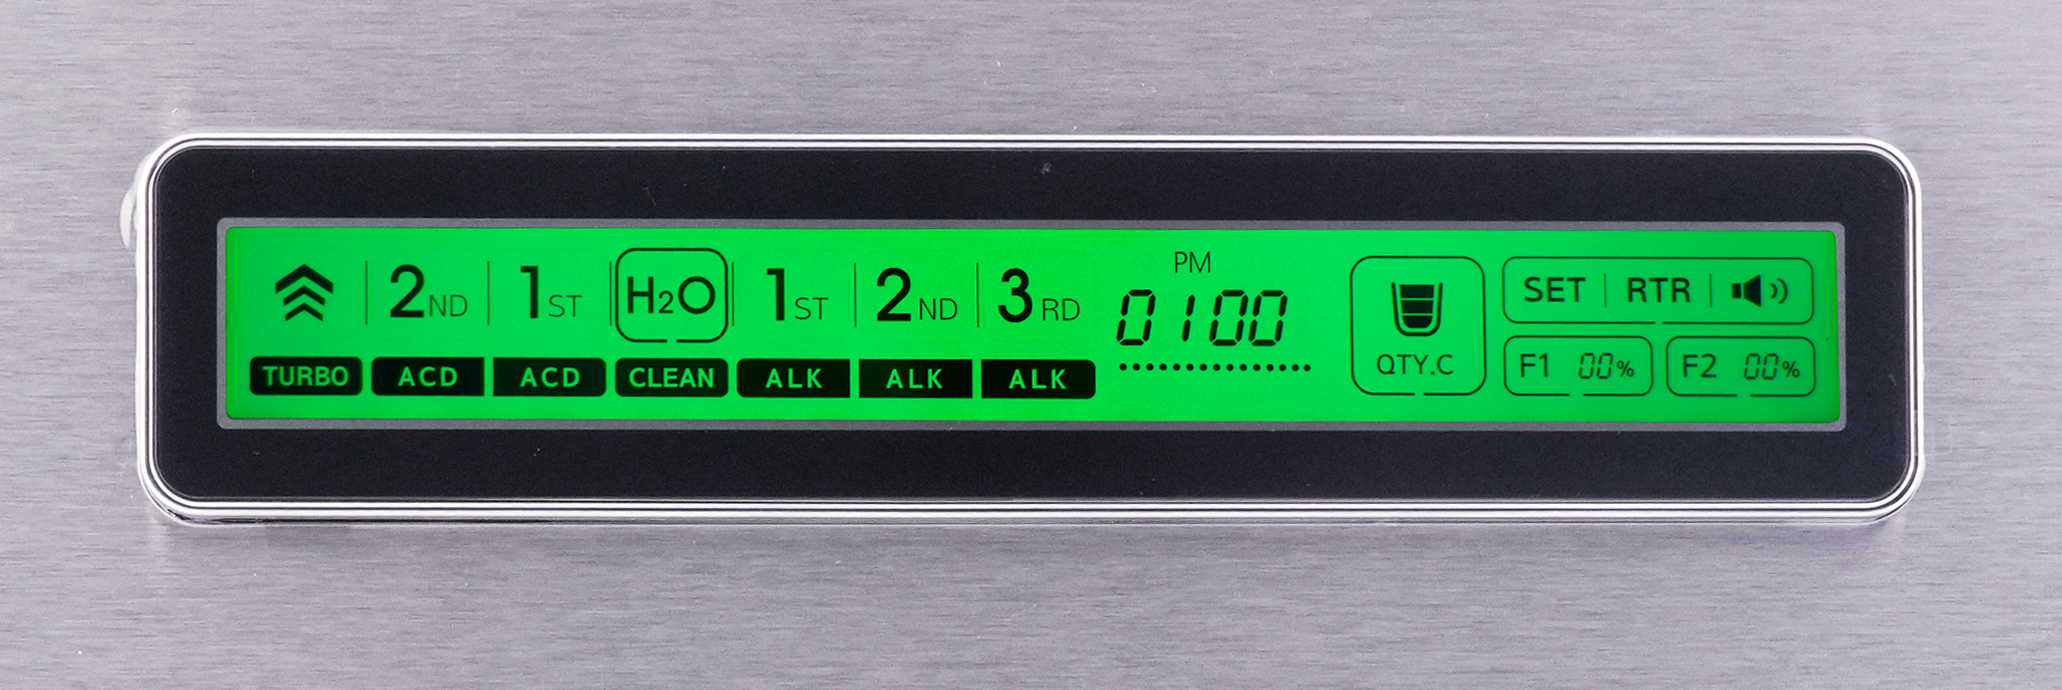 2ND 1ST H2O 1ST 2ND 3RD
TURBO ACD ACD CLEAN ALK ALK ALK
PM
0100
QTY.C
SET RTR
F1 00% F2 00%